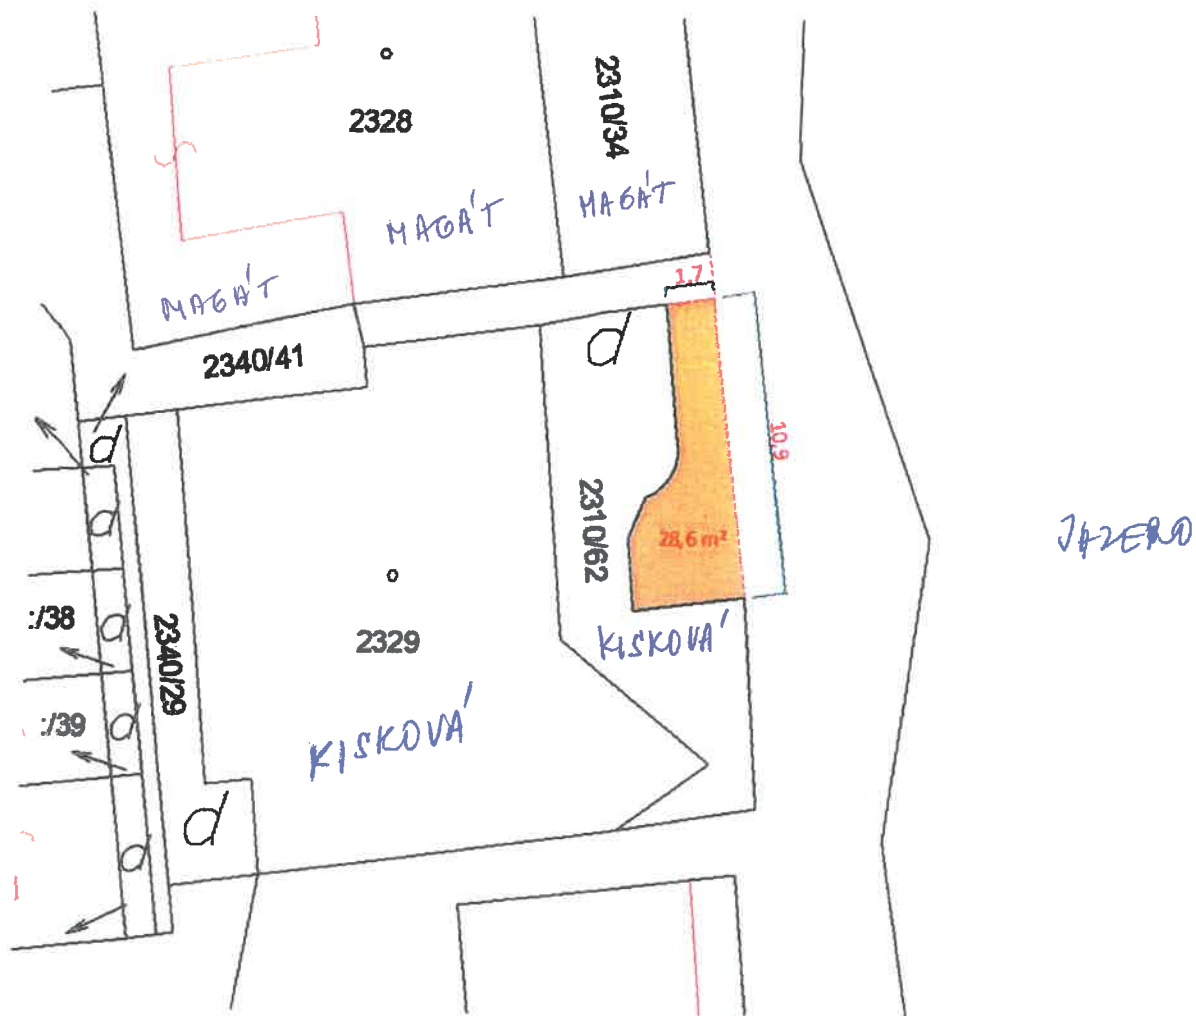 2328
2310/34
MAGÁT
MAGÁT
MAGÁT
1,7
2340/41
10,9
2310/62
28,6 m²
JAZERO
:/38
2340/29
2329
KISKOVÁ
:/39
KISKOVÁ